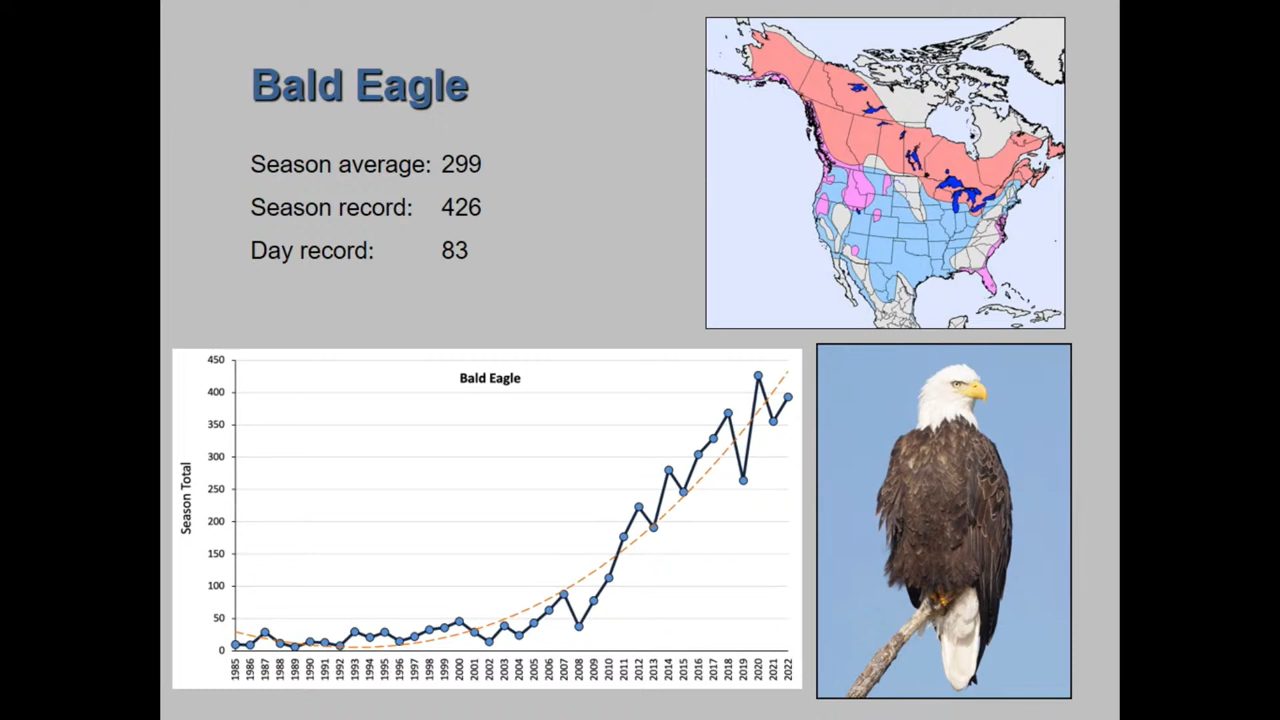 Bald Eagle
Season average: 299
Season record: 426
Day record: 83
Bald Eagle
Season Total
450
400
350
300
250
200
150
100
50
0
1985 1986 1987 1988 1989 1990 1991 1992 1993 1994 1995 1996 1997 1998 1999 2000 2001 2002 2003 2004 2005 2006 2007 2008 2009 2010 2011 2012 2013 2014 2015 2016 2017 2018 2019 2020 2021 2022